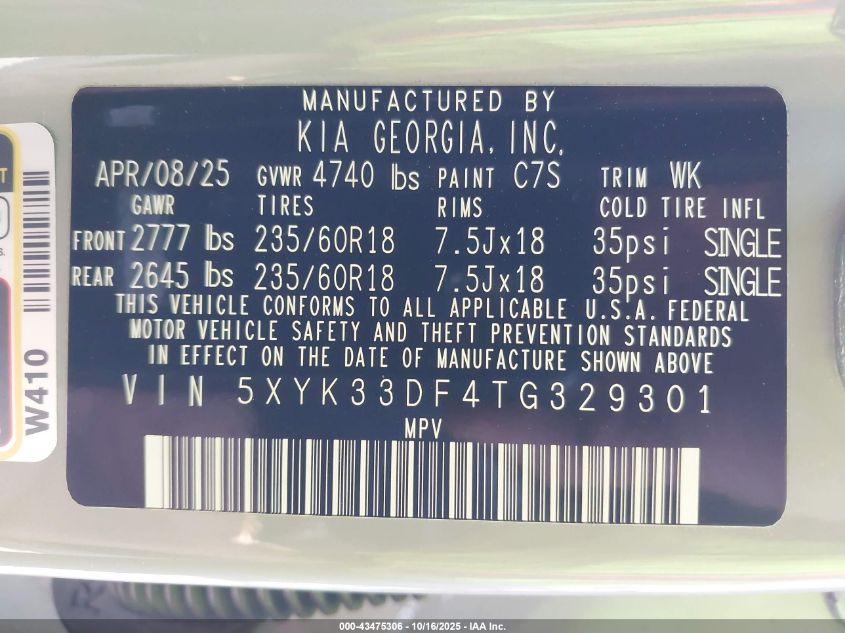 MANUFACTURED BY
KIA GEORGIA, INC.
APR/08/25 GVWR 4740 lbs PAINT C7S TRIM WK
GAWR TIRES RIMS COLD TIRE INFL
FRONT 2777 lbs 235/60R18 7.5Jx18 35psi SINGLE
REAR 2645 lbs 235/60R18 7.5Jx18 35psi SINGLE
THIS VEHICLE CONFORMS TO ALL APPLICABLE U.S.A. FEDERAL
MOTOR VEHICLE SAFETY AND THEFT PREVENTION STANDARDS
IN EFFECT ON THE DATE OF MANUFACTURE SHOWN ABOVE
VIN 5XYK33DF4TG329301
MPV
W410
000-43475306 - 10/16/2025 - IAA Inc.